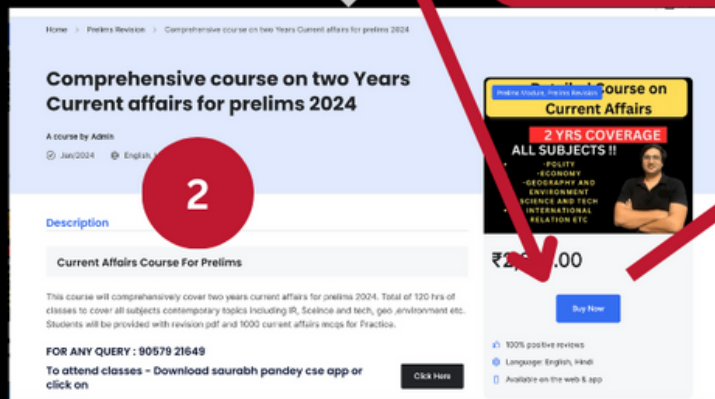 Home > Prelims Revision > Comprehensive course on two Years Current affairs for prelims 2024
Comprehensive course on two Years
Current affairs for prelims 2024
A course by Admin
Jan/2024 English,
2
Description
Current Affairs Course For Prelims
This course will comprehensively cover two years current affairs for prelims 2024. Total of 120 hrs of
classes to cover all subjects contemporary topics including IR, Sceince and tech, geo ,environment etc.
Students will be provided with revision pdf and 1000 current affairs mcqs for Practice.
FOR ANY QUERY : 90579 21649
To attend classes - Download saurabh pandey cse app or
click on
Click Here
Prelims Module, Prelims Revision
Course on
Current Affairs
2 YRS COVERAGE
ALL SUBJECTS !!
-POLITY
-ECONOMY
-GEOGRAPHY AND
ENVIRONMENT
SCIENCE AND TECH
INTERNATIONAL
RELATION ETC
₹2, .00
Buy Now
100% positive reviews
Language: English, Hindi
Available on the web & app